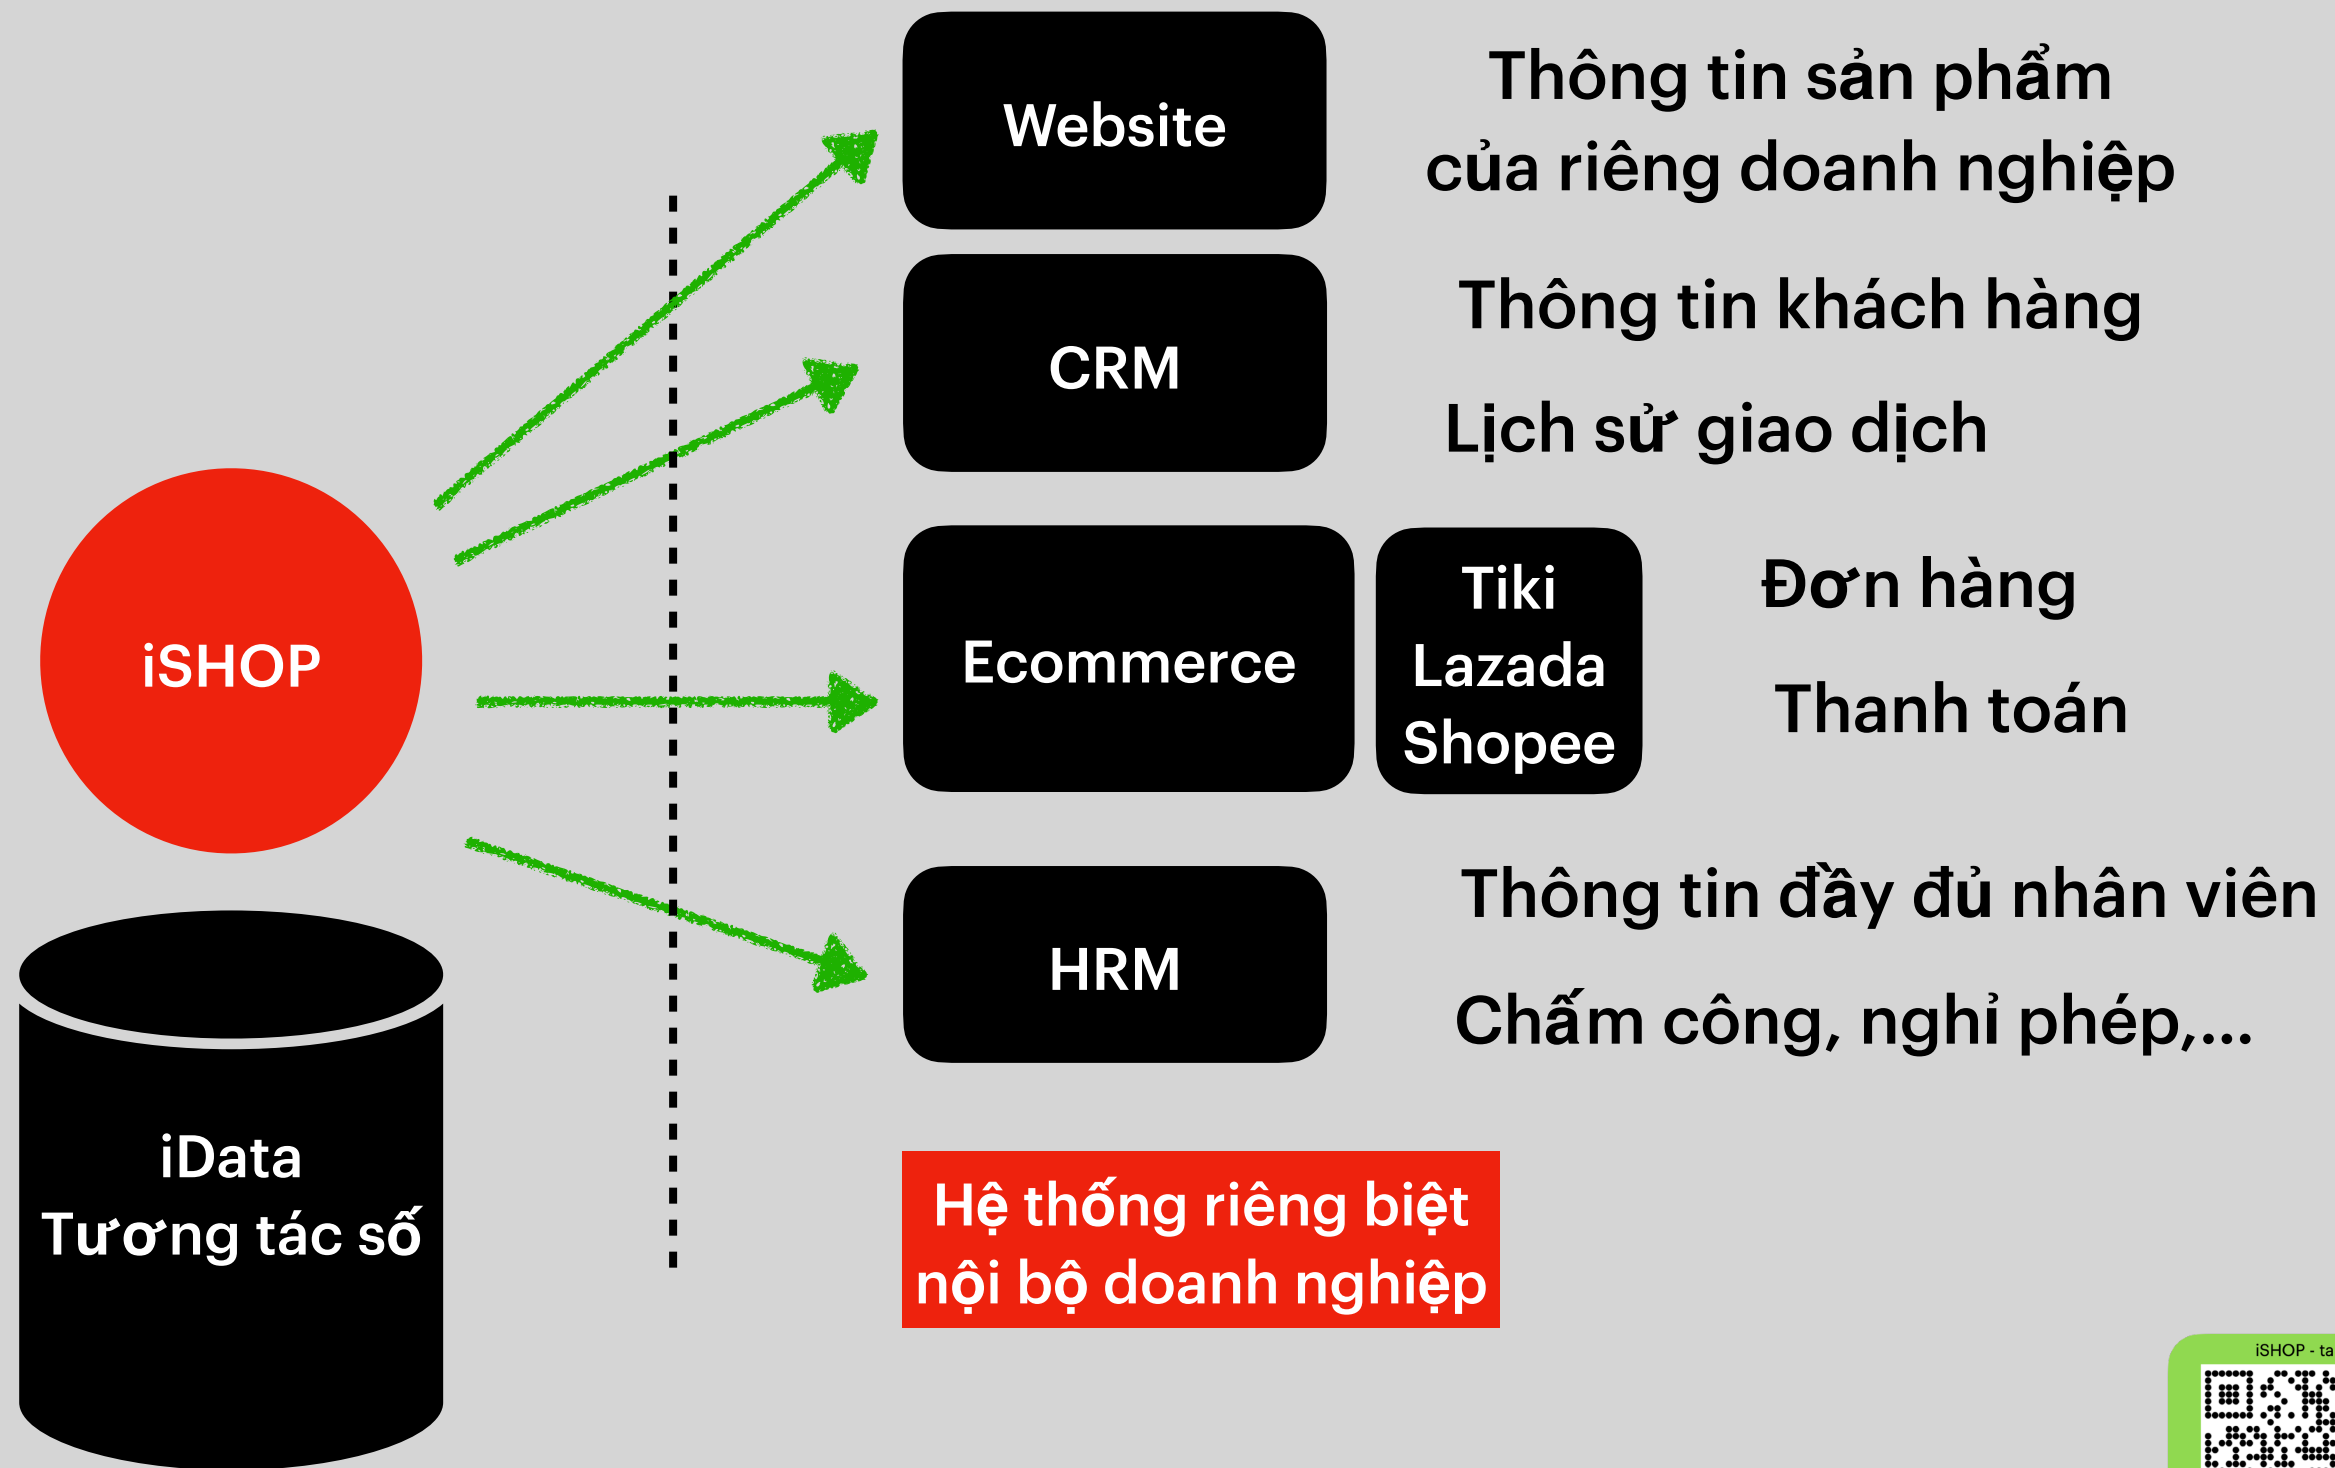 Website
Thông tin sản phẩm
của riêng doanh nghiệp
CRM
Thông tin khách hàng
Lịch sử giao dịch
iSHOP
Ecommerce
Tiki
Lazada
Shopee
Đơn hàng
Thanh toán
HRM
Thông tin đầy đủ nhân viên
Chấm công, nghỉ phép,...
iData
Tương tác số
Hệ thống riêng biệt
nội bộ doanh nghiệp
iSHOP - ta